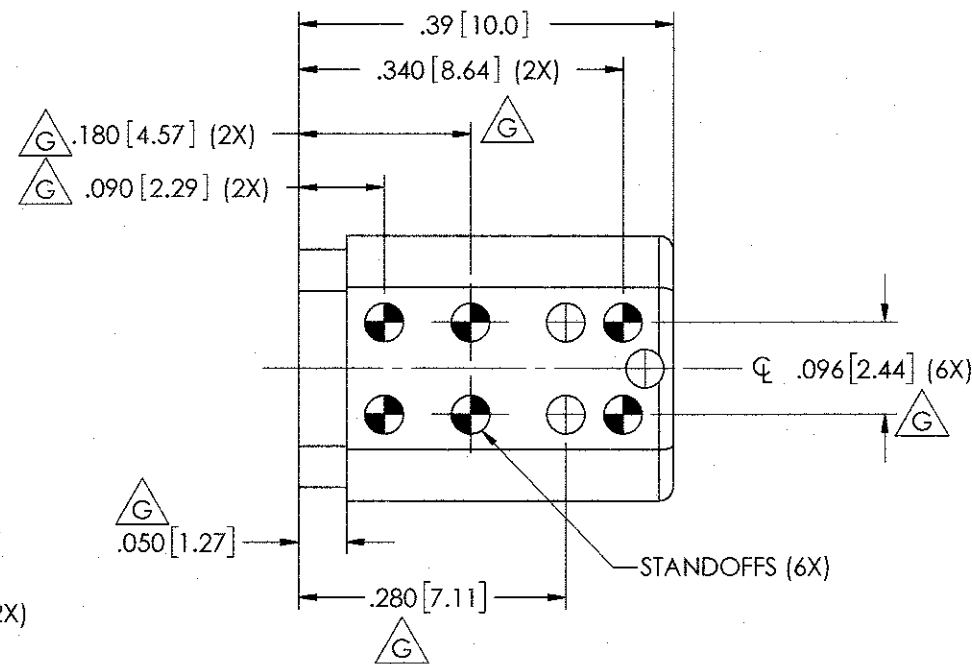 .39 [10.0]
.340 [8.64] (2X)
G
G .180 [4.57] (2X)
G .090 [2.29] (2X)
℄ .096 [2.44] (6X)
G
G
.050 [1.27]
STANDOFFS (6X)
.280 [7.11]
2X)
G